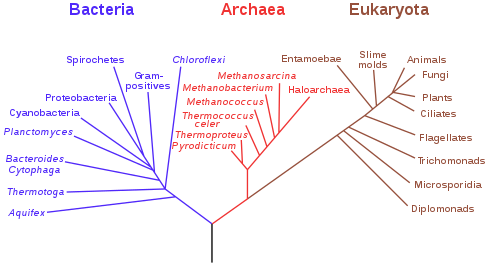 Bacteria
Archaea
Eukaryota
Spirochetes
Chloroflexi
Gram-
positives
Proteobacteria
Cyanobacteria
Planctomyces
Bacteroides
Cytophaga
Thermotoga
Aquifex
Methanosarcina
Methanobacterium
Haloarchaea
Methanococcus
Thermococcus
celer
Thermoproteus
Pyrodicticum
Entamoebae
Slime
molds
Animals
Fungi
Plants
Ciliates
Flagellates
Trichomonads
Microsporidia
Diplomonads